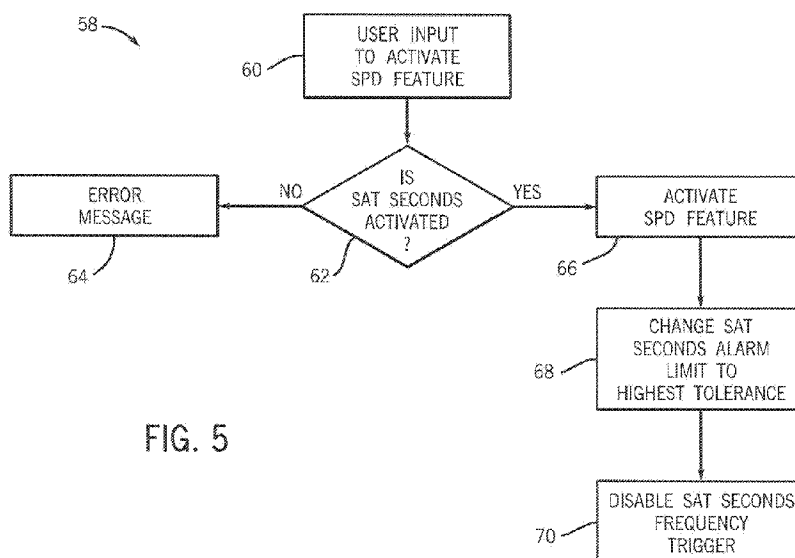 58
60
USER INPUT
TO ACTIVATE
SPD FEATURE
NO
IS
SAT SECONDS
ACTIVATED
?
YES
62
ERROR
MESSAGE
64
ACTIVATE
SPD FEATURE
66
CHANGE SAT
SECONDS ALARM
LIMIT TO
HIGHEST TOLERANCE
68
FIG. 5
DISABLE SAT SECONDS
FREQUENCY
TRIGGER
70